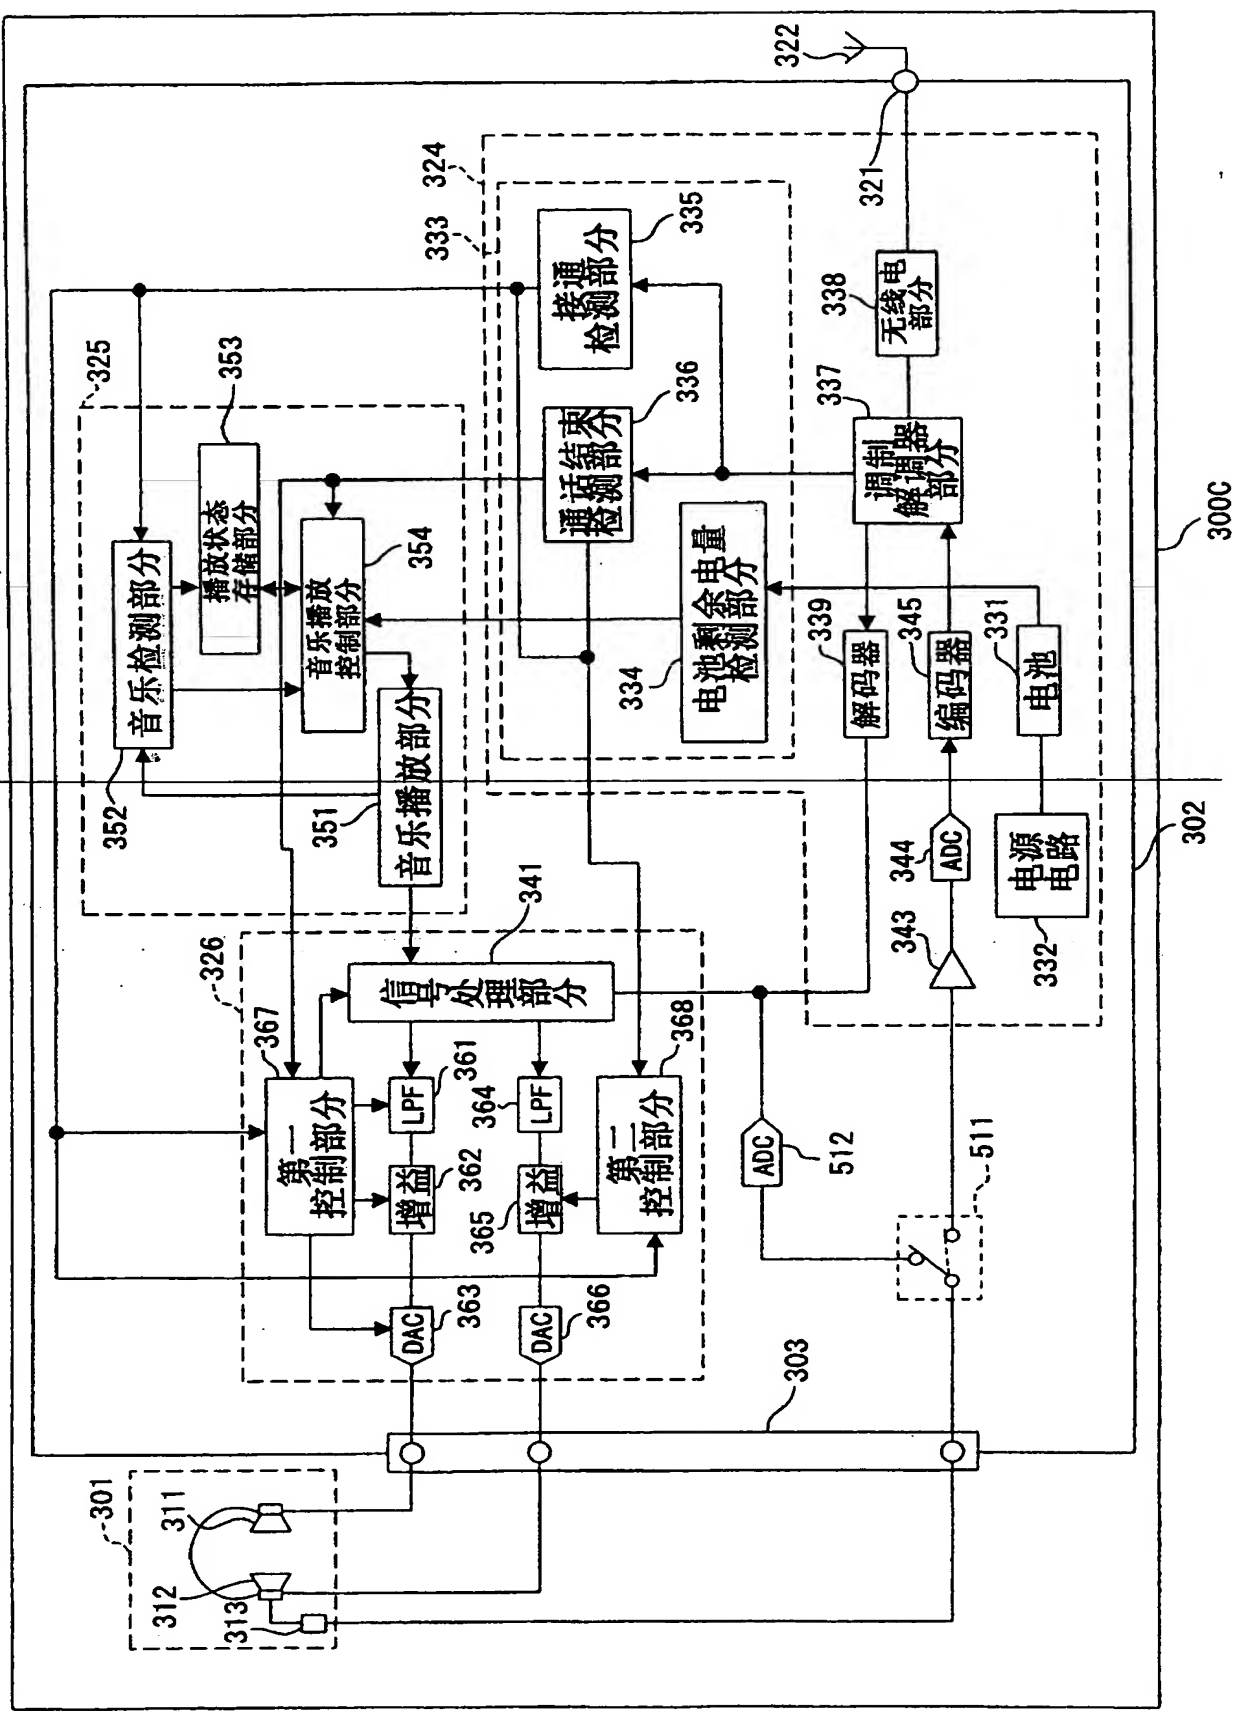 301
311
312
313
303
326
367
第一
控制部分
LPF
361
增益
362
DAC
363
LPF
364
增益
365
DAC
366
第二
控制部分
368
信号处理部分
341
325
352
音乐检测部分
353
播放状态
存储部分
354
音乐播放
控制部分
351
音乐播放部分
324
333
335
接通
检测部分
336
通话结束
检测部分
334
电池剩余电量
检测部分
337
调制
解调器
部分
338
无线电
部分
321
322
339
解码器
345
编码器
331
电池
332
电源
电路
344
ADC
343
ADC
512
511
302
300C